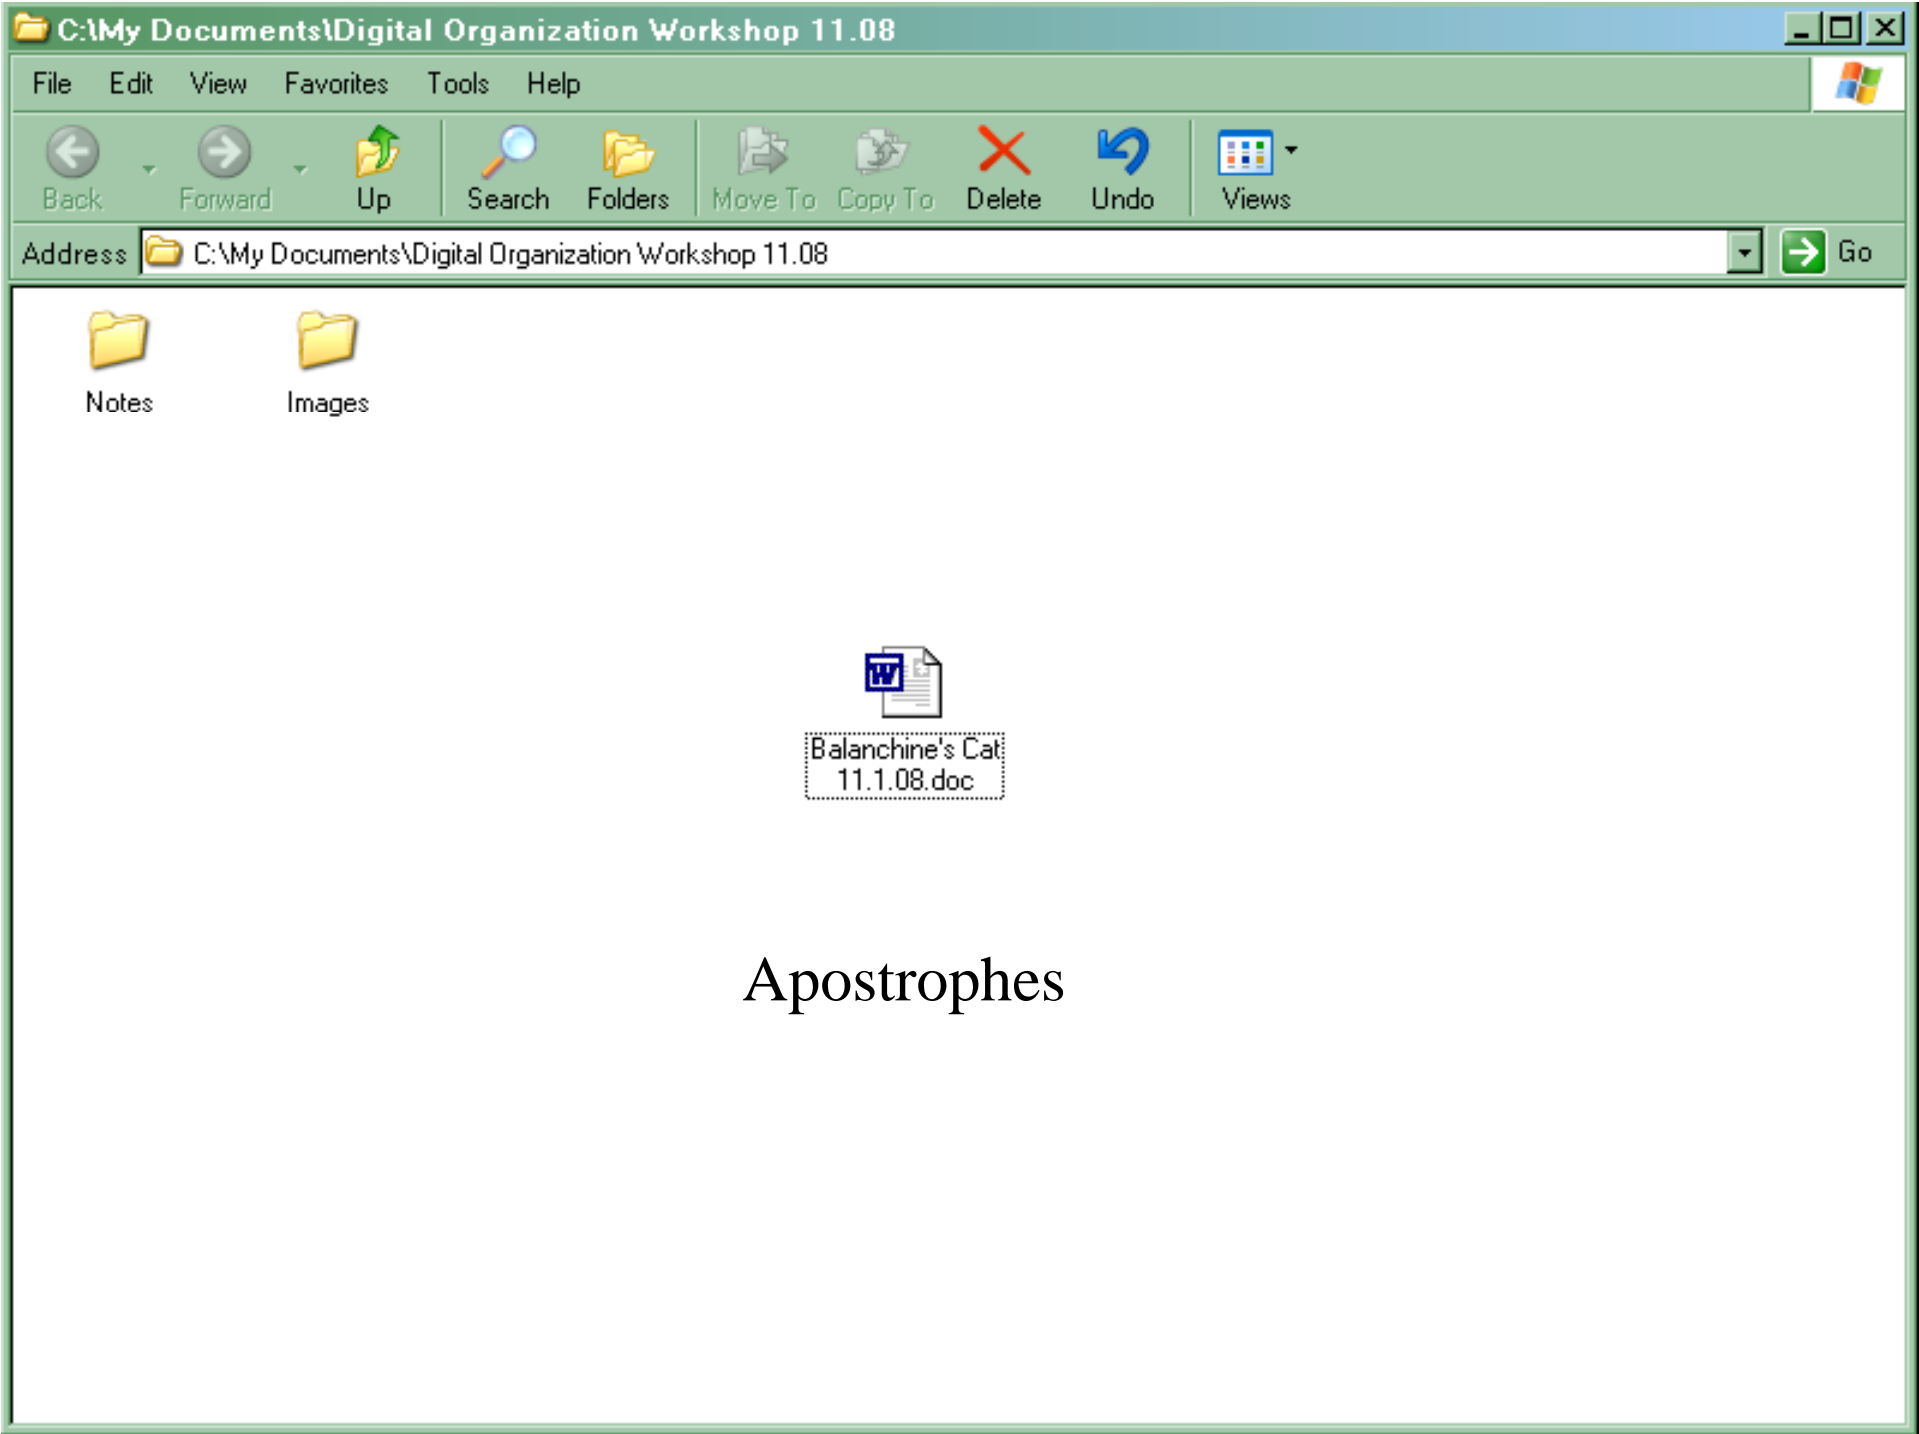 C:\My Documents\Digital Organization Workshop 11.08
File Edit View Favorites Tools Help
Back Forward Up Search Folders Move To Copy To Delete Undo Views
Address C:\My Documents\Digital Organization Workshop 11.08 Go
Notes Images
W
Balanchine's Cat
11.1.08.doc
Apostrophes